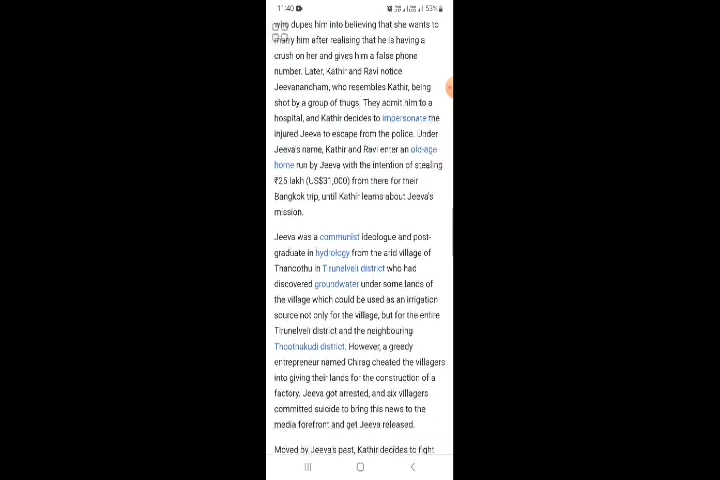 11:40
53%
who dupes him into believing that she wants to
marry him after realising that he is having a
crush on her and gives him a false phone
number. Later, Kathir and Ravi notice
Jeevanandham, who resembles Kathir, being
shot by a group of thugs. They admit him to a
hospital, and Kathir decides to impersonate the
injured Jeeva to escape from the police. Under
Jeeva's name, Kathir and Ravi enter an old-age
home run by Jeeva with the intention of stealing
₹25 lakh (US$31,000) from there for their
Bangkok trip, until Kathir learns about Jeeva's
mission.
Jeeva was a communist ideologue and post-
graduate in hydrology from the arid village of
Thanoothu in Tirunelveli district who had
discovered groundwater under some lands of
the village which could be used as an irrigation
source not only for the village, but for the entire
Tirunelveli district and the neighbouring
Thoothukudi district. However, a greedy
entrepreneur named Chirag cheated the villagers
into giving their lands for the construction of a
factory. Jeeva got arrested, and six villagers
committed suicide to bring this news to the
media forefront and get Jeeva released.
Moved by Jeeva's past, Kathir decides to fight